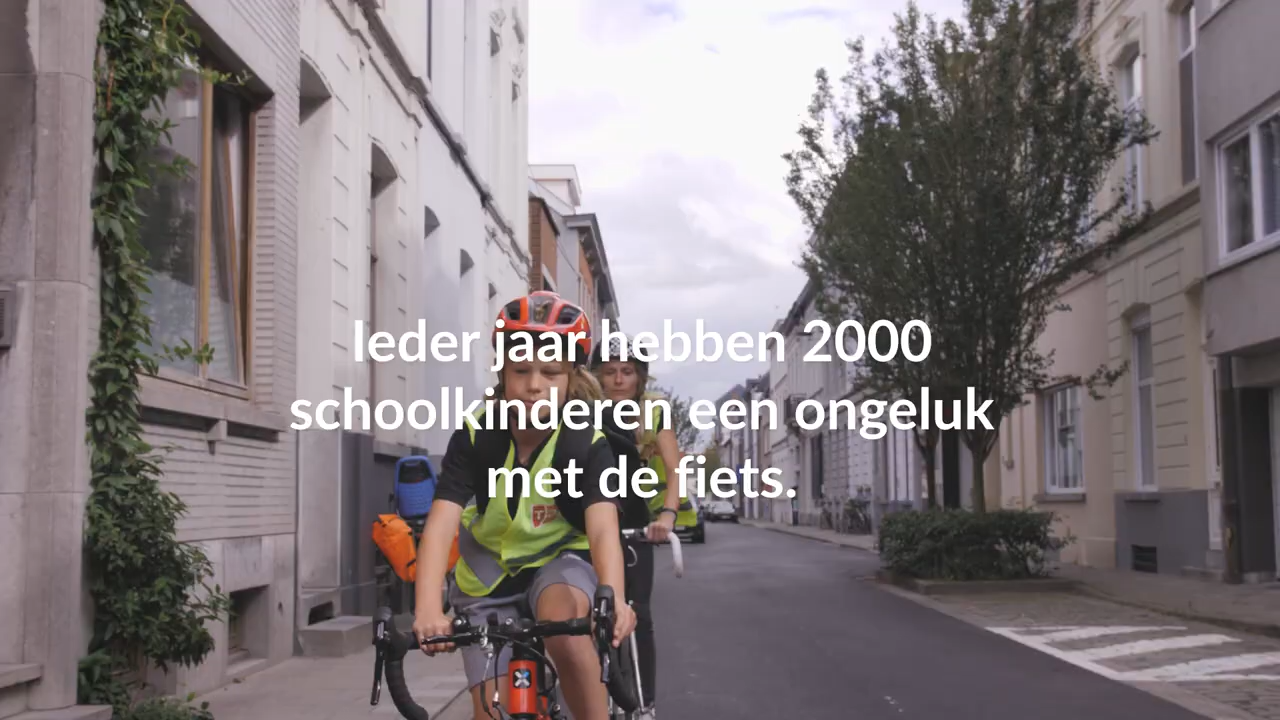 Ieder jaar hebben 2000
schoolkinderen een ongeluk
met de fiets.